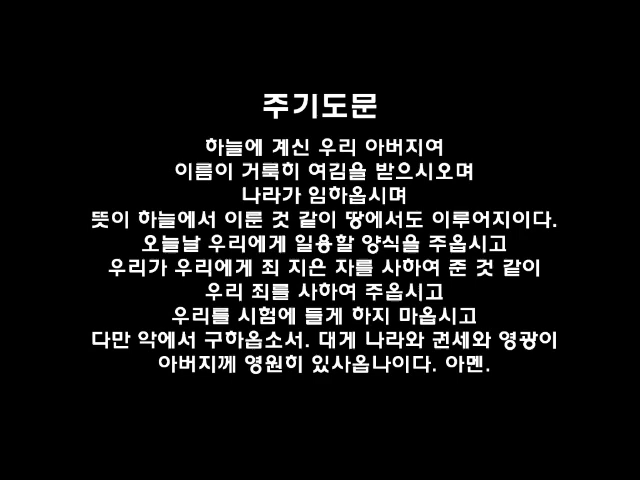 주기도문
하늘에 계신 우리 아버지여
이름이 거룩히 여김을 받으시오며
나라가 임하옵시며
뜻이 하늘에서 이룬 것 같이 땅에서도 이루어지이다.
오늘날 우리에게 일용할 양식을 주옵시고
우리가 우리에게 죄 지은 자를 사하여 준 것 같이
우리 죄를 사하여 주옵시고
우리를 시험에 들게 하지 마옵시고
다만 악에서 구하옵소서. 대게 나라와 권세와 영광이
아버지께 영원히 있사옵나이다. 아멘.